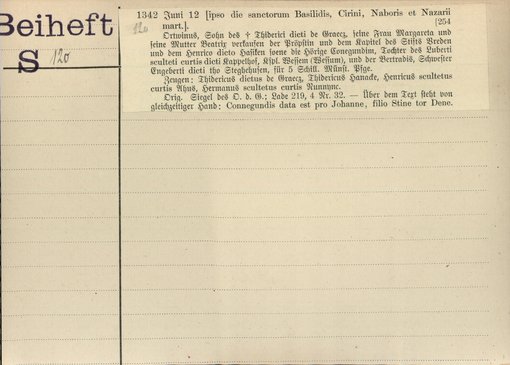 Beiheft
S 120
1342 Juni 12 [ipso die sanctorum Basilidis, Cirini, Naboris et Nazarii
120 mart.]. [254
Ortwinus, Sohn des † Thiderici dicti de Graecz, seine Frau Margareta und
seine Mutter Beatrix verkaufen der Pröpstin und dem Kapitel des Stifts Vreden
und dem Henrico dicto Hasiken soene die Hörige Conegundim, Tochter des Luberti
sculteti curtis dicti Kappelhof, Kspl. Wessem (Wessum), und der Bertradis, Schwester
Engeberti dicti tho Steghehusen, für 5 Schill. Münst. Pfge.
Zeugen: Thidericus dictus de Graecz, Thidericus Hanacke, Henricus scultetus
curtis Ahus, Hermanus scultetus curtis
Orig. Siegel des O. d. G.; Lade 219, 4 Nr. 32. — Über dem Text steht von
gleichzeitiger Hand: Connegundis data est pro Johanne, filio Stine tor Dene.